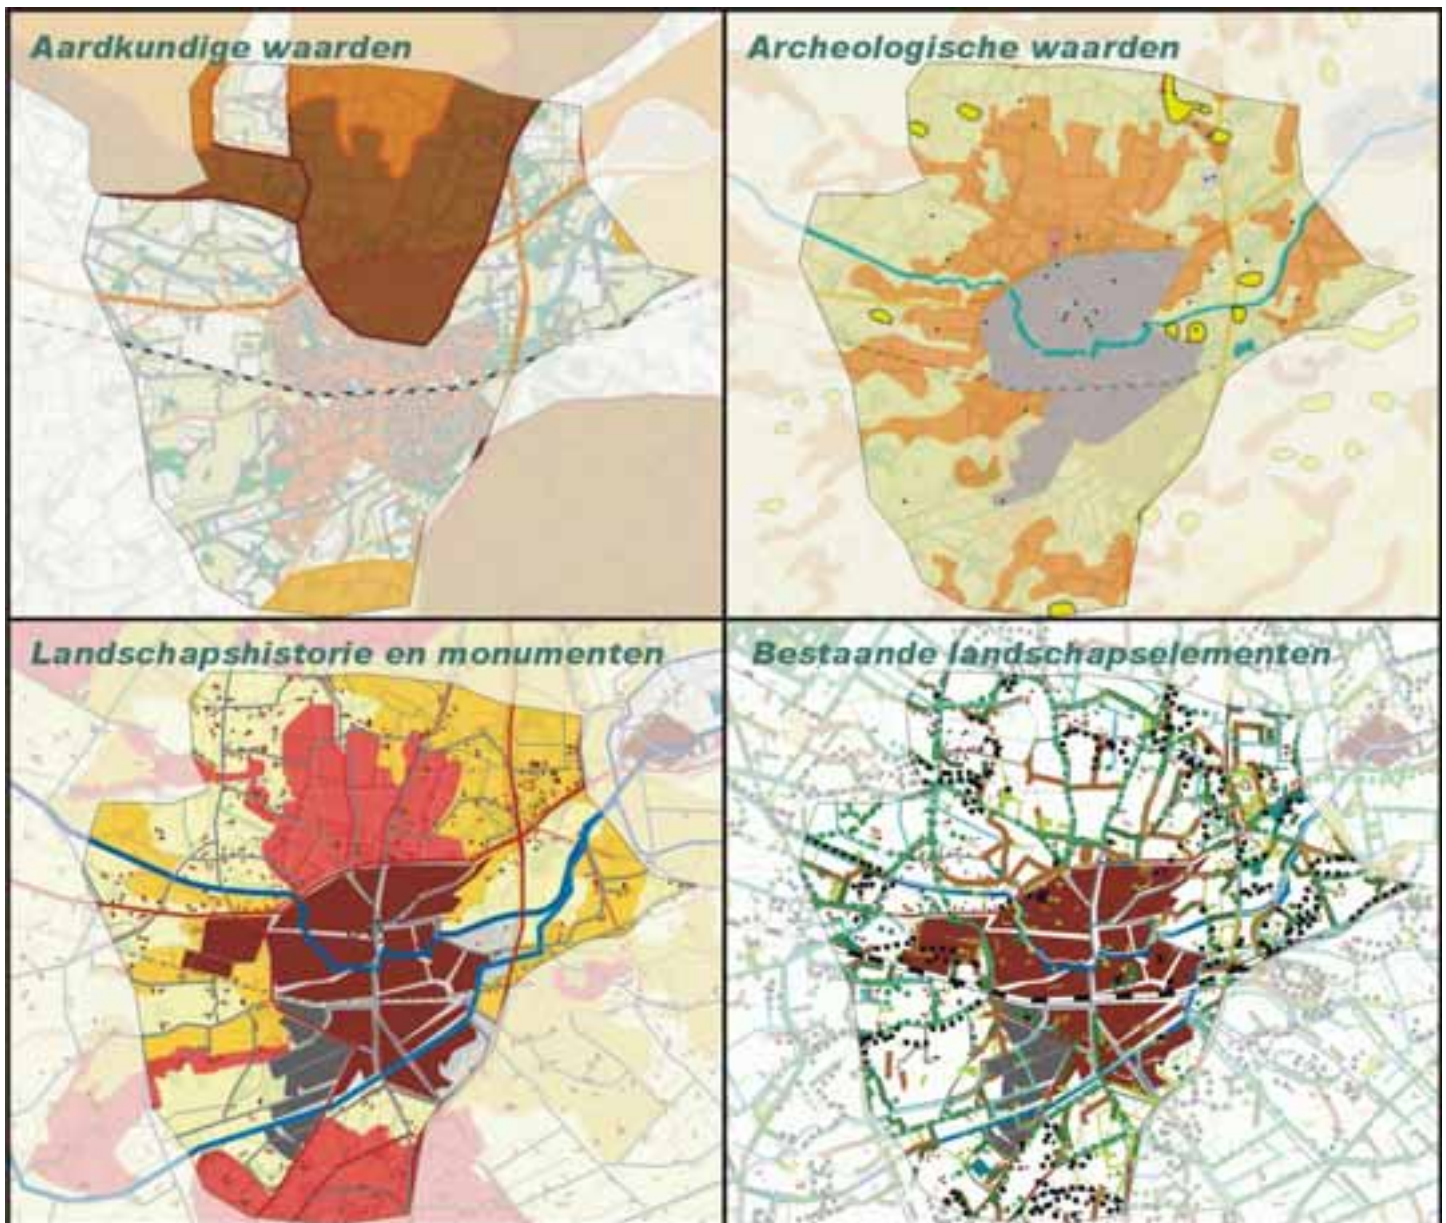 Aardkundige waarden
Archeologische waarden
Landschapshistorie en monumenten
Bestaande landschapselementen